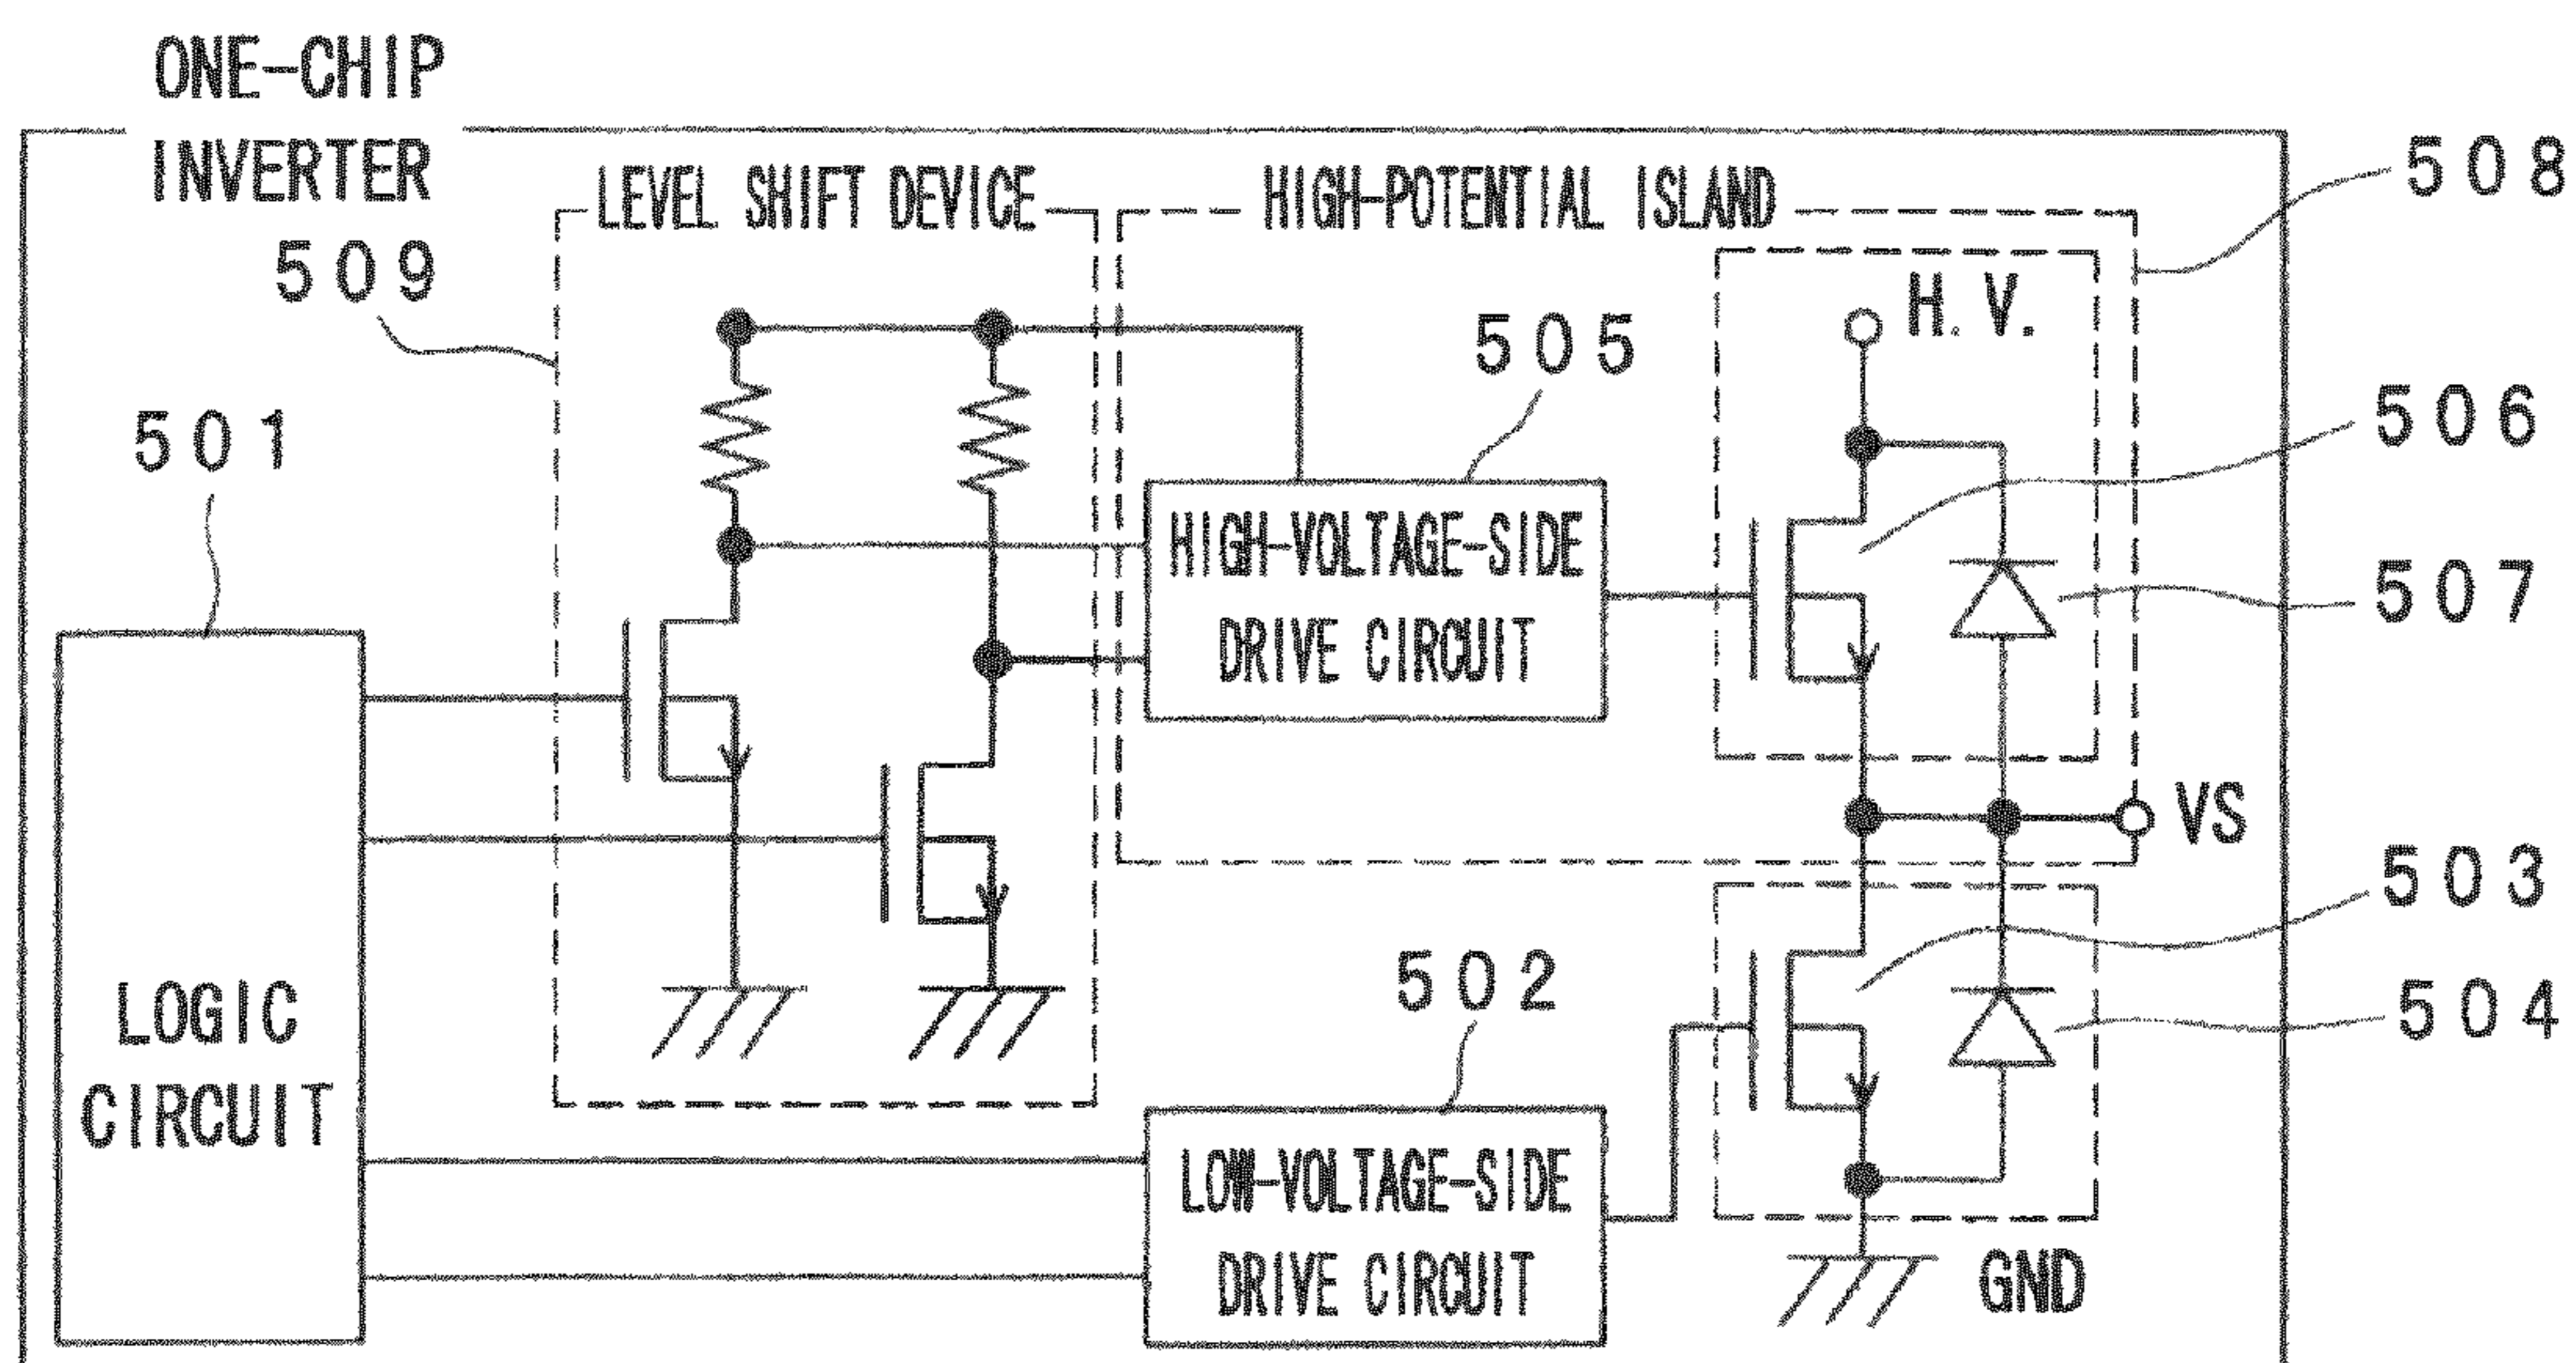 ONE-CHIP
INVERTER
508
LEVEL SHIFT DEVICE
HIGH-POTENTIAL ISLAND
509
H. V.
505
506
501
HIGH-VOLTAGE-SIDE
DRIVE CIRCUIT
507
VS
503
502
504
LOGIC
CIRCUIT
LOW-VOLTAGE-SIDE
DRIVE CIRCUIT
GND